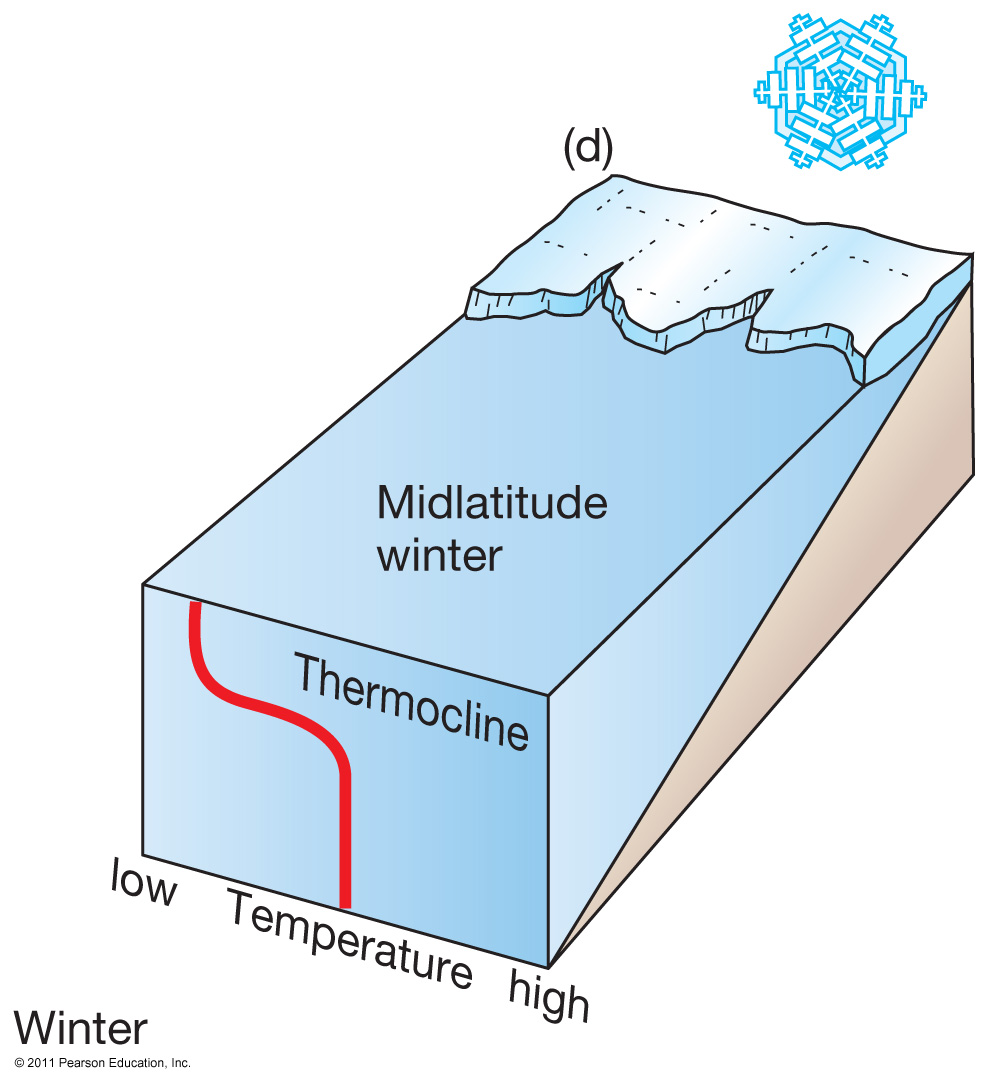 (d)
Midlatitude
winter
Thermocline
low Temperature high
Winter
© 2011 Pearson Education, Inc.